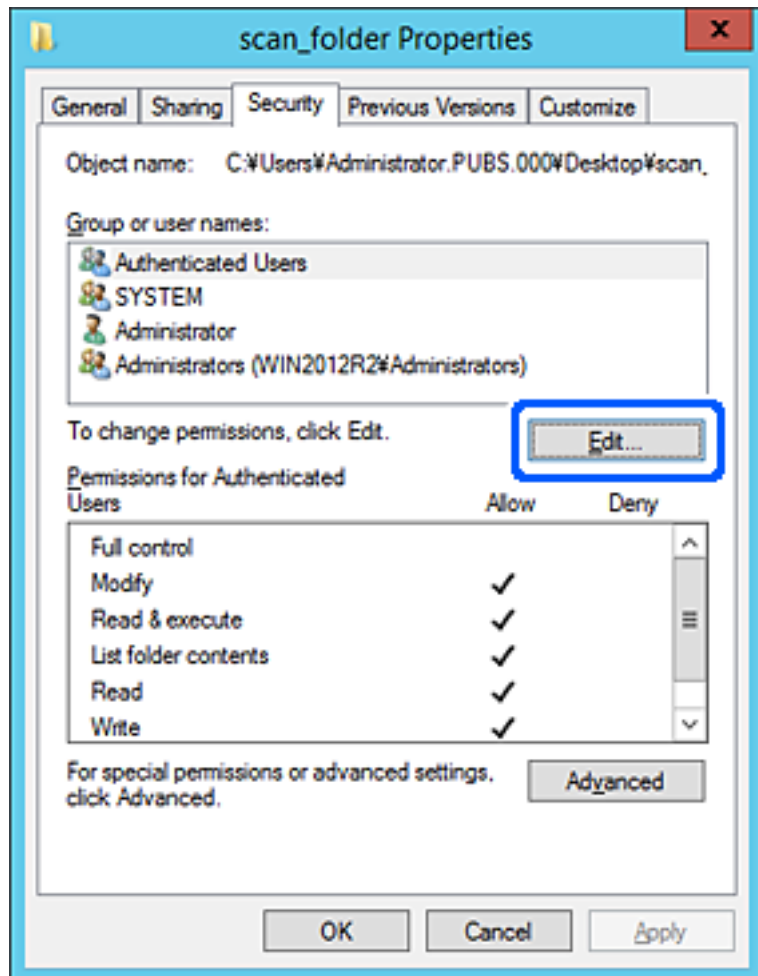 scan_folder Properties
General Sharing Security Previous Versions Customize
Object name: C:¥Users¥Administrator.PUBS.000¥Desktop¥scan_
Group or user names:
Authenticated Users
SYSTEM
Administrator
Administrators (WIN2012R2¥Administrators)
To change permissions, click Edit.
Edit...
Permissions for Authenticated
Users Allow Deny
Full control
Modify
Read & execute
List folder contents
Read
Write
For special permissions or advanced settings,
click Advanced.
Advanced
OK Cancel Apply